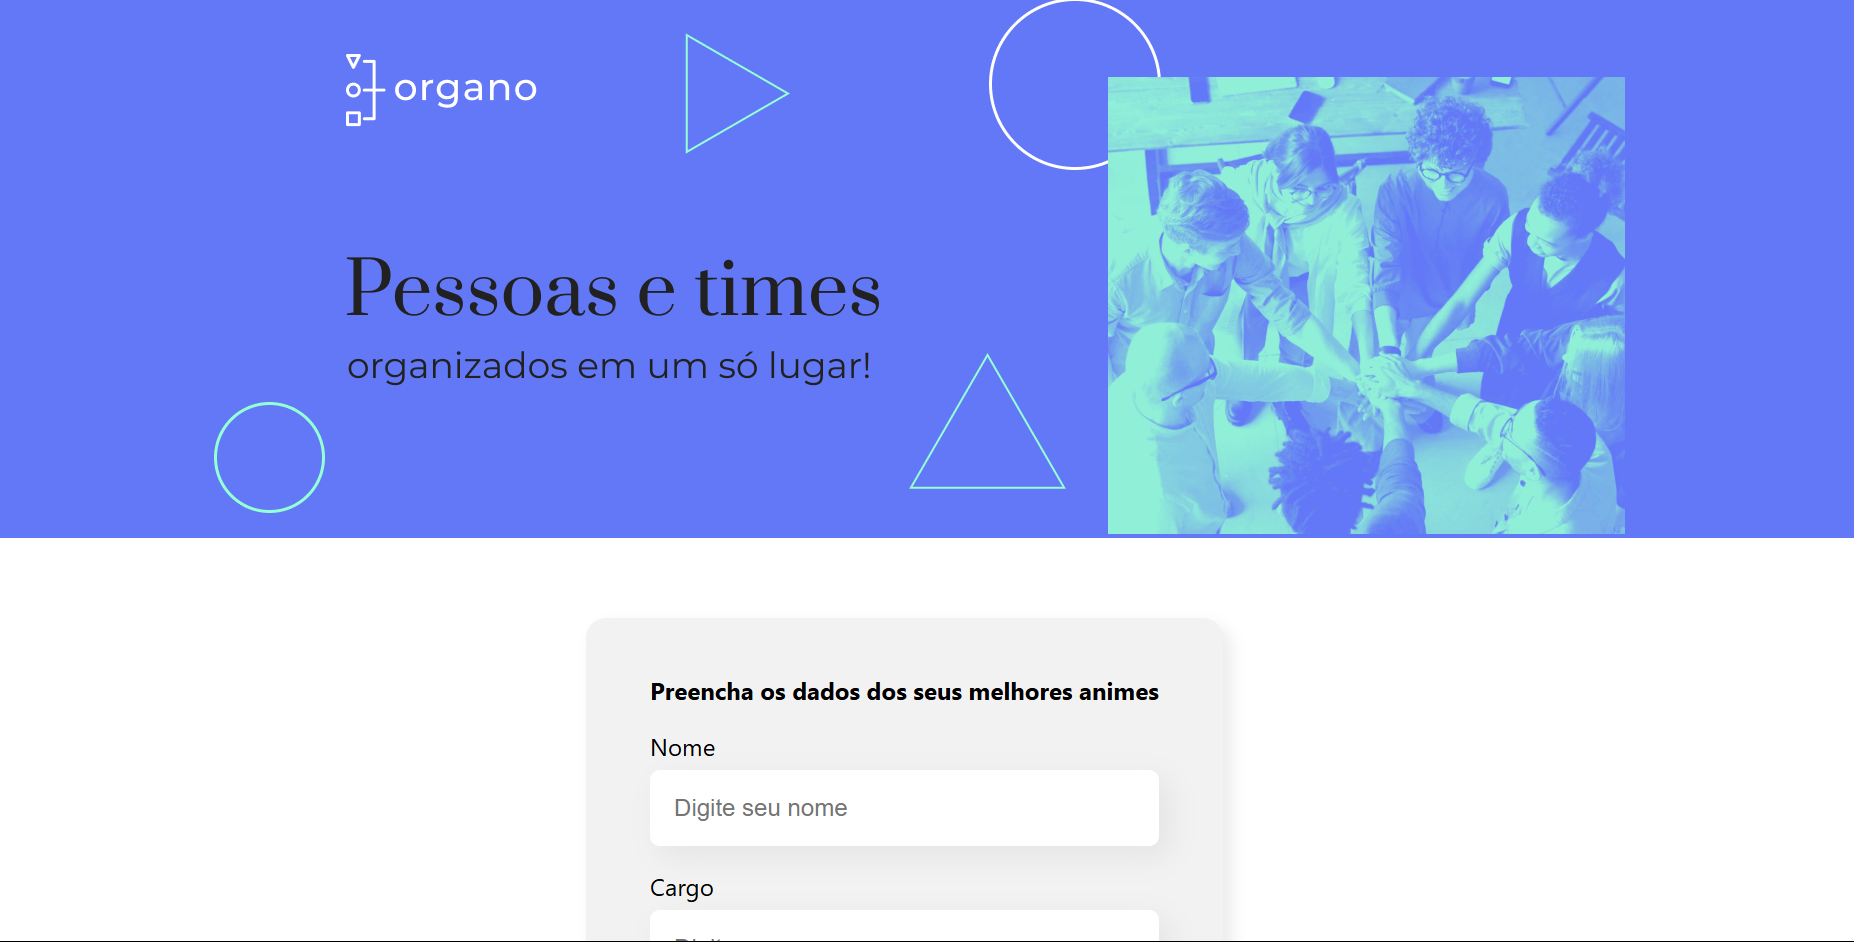 organo
Pessoas e times
organizados em um só lugar!
Preencha os dados dos seus melhores animes
Nome
Digite seu nome
Cargo